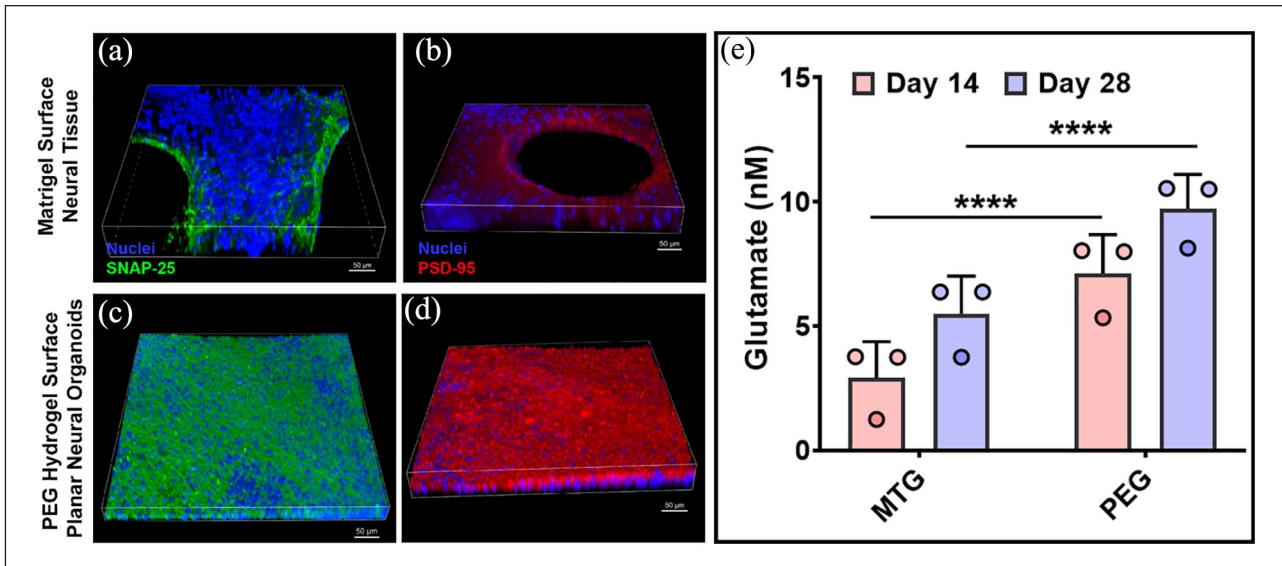 Matrigel Surface
Neural Tissue
(a)
Nuclei
SNAP-25
50 µm
(b)
Nuclei
PSD-95
50 µm
PEG Hydrogel Surface
Planar Neural Organoids
(c)
50 µm
(d)
50 µm
(e)
Day 14 Day 28
Glutamate (nM)
15
10
5
0
****
****
MTG PEG